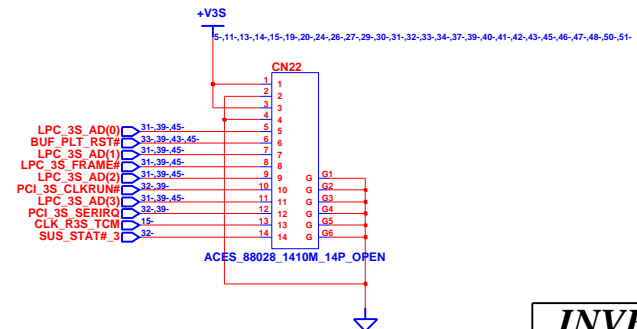 +V3S
5-,11-,13-,14-,15-,19-,20-,24-,26-,27-,29-,30-,31-,32-,33-,34-,37-,39-,40-,41-,42-,43-,45-,46-,47-,48-,50-,51-
CN22
1 1
2 2
3 3
4 4
LPC_3S_AD(0) 31-,39-,45- 5 5
BUF_PLT_RST# 33-,39-,43-,45- 6 6
LPC_3S_AD(1) 31-,39-,45- 7 7
LPC_3S_FRAME# 31-,39-,45- 8 8
LPC_3S_AD(2) 31-,39-,45- 9 9 G G1
PCI_3S_CLKRUN# 32-,39- 10 10 G G2
LPC_3S_AD(3) 31-,39-,45- 11 11 G G3
PCI_3S_SERIRQ 32-,39- 12 12 G G4
CLK_R3S_TCM 15- 13 13 G G5
SUS_STAT#_3 32- 14 14 G G6
ACES_88028_1410M_14P_OPEN